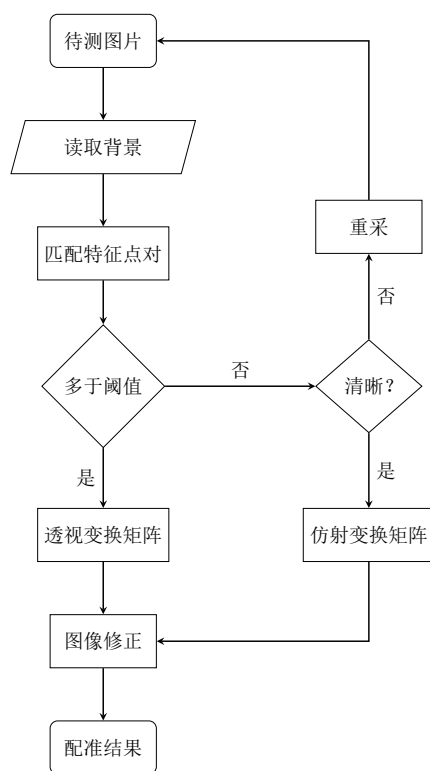 待测图片
读取背景
匹配特征点对
重采
否
多于阈值
否
清晰？
是
是
透视变换矩阵
仿射变换矩阵
图像修正
配准结果